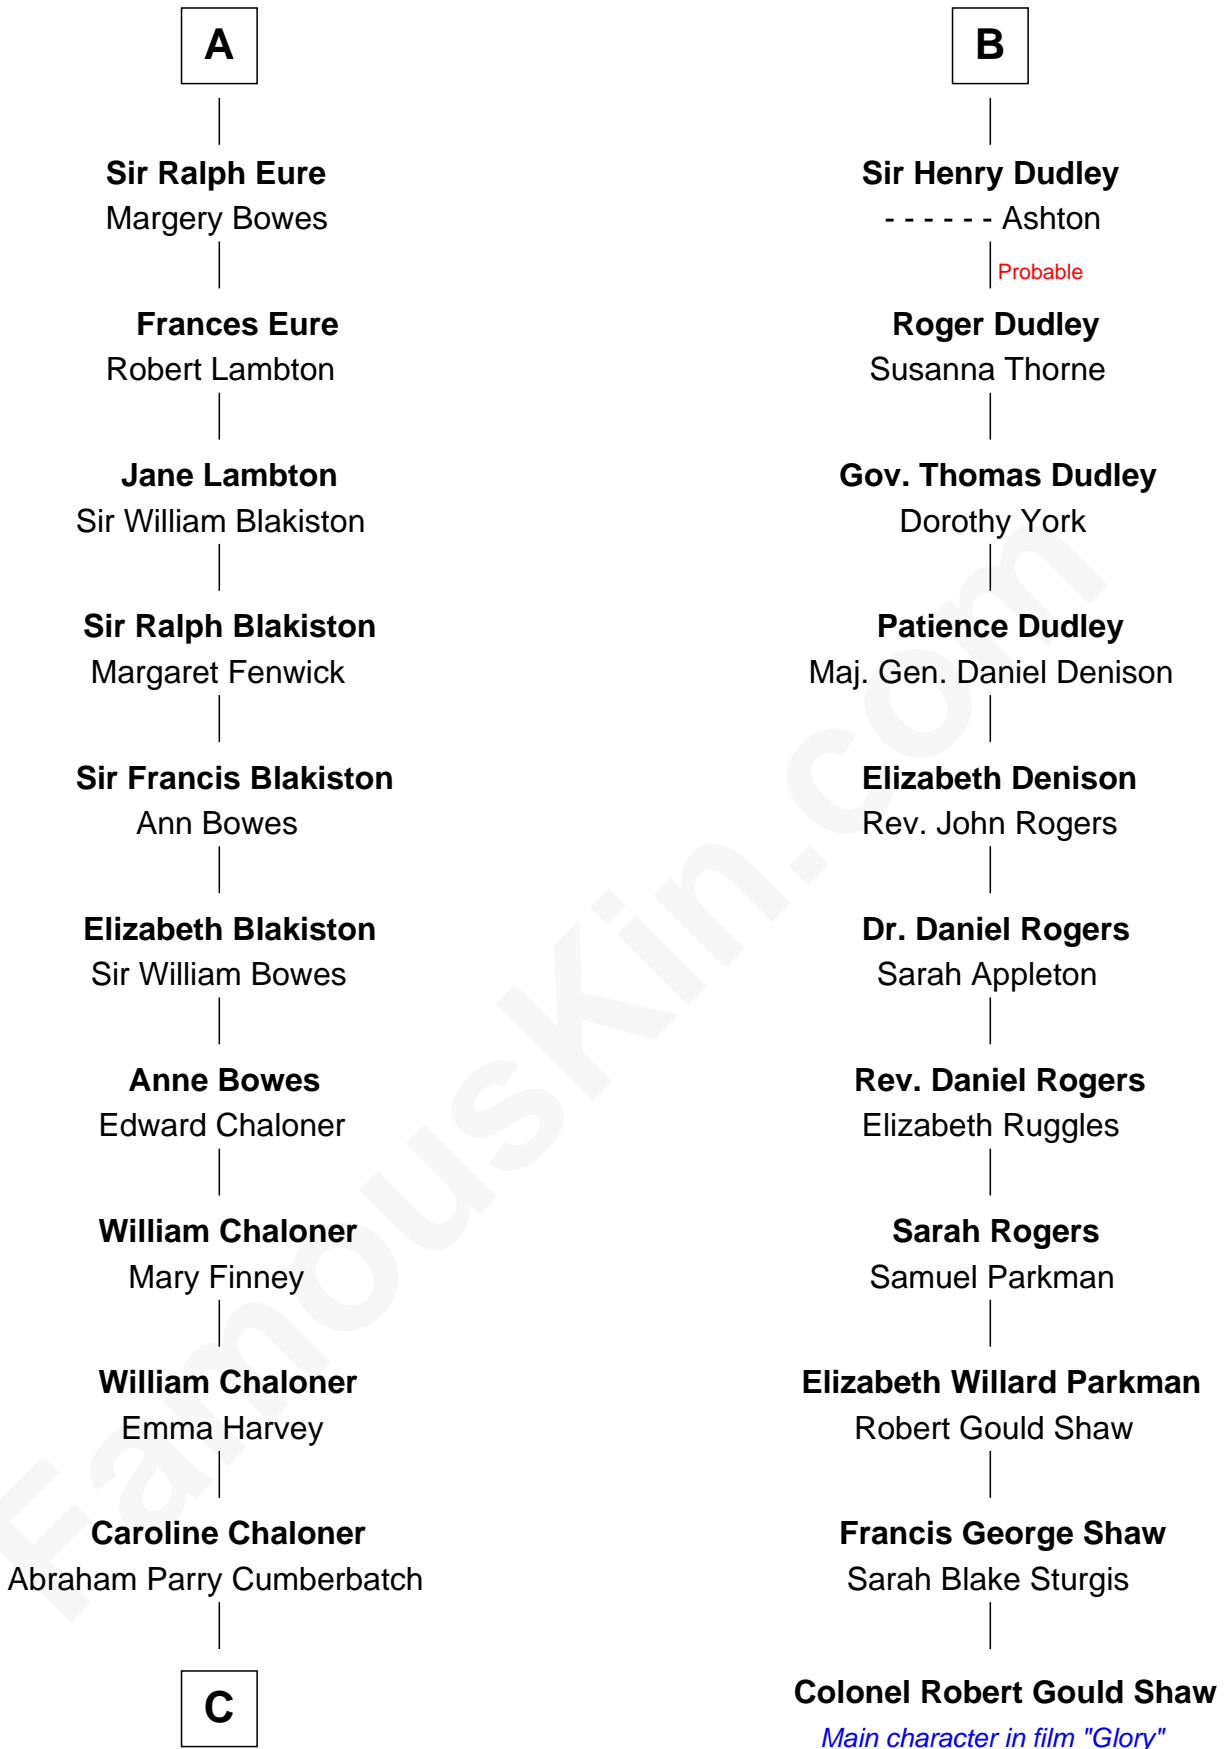 A
Sir Ralph Eure
Margery Bowes
Frances Eure
Robert Lambton
Jane Lambton
Sir William Blakiston
Sir Ralph Blakiston
Margaret Fenwick
Sir Francis Blakiston
Ann Bowes
Elizabeth Blakiston
Sir William Bowes
Anne Bowes
Edward Chaloner
William Chaloner
Mary Finney
William Chaloner
Emma Harvey
Caroline Chaloner
Abraham Parry Cumberbatch
C
B
Sir Henry Dudley
- - - - - - Ashton
Probable
Roger Dudley
Susanna Thorne
Gov. Thomas Dudley
Dorothy York
Patience Dudley
Maj. Gen. Daniel Denison
Elizabeth Denison
Rev. John Rogers
Dr. Daniel Rogers
Sarah Appleton
Rev. Daniel Rogers
Elizabeth Ruggles
Sarah Rogers
Samuel Parkman
Elizabeth Willard Parkman
Robert Gould Shaw
Francis George Shaw
Sarah Blake Sturgis
Colonel Robert Gould Shaw
Main character in film "Glory"
FamousKin.com